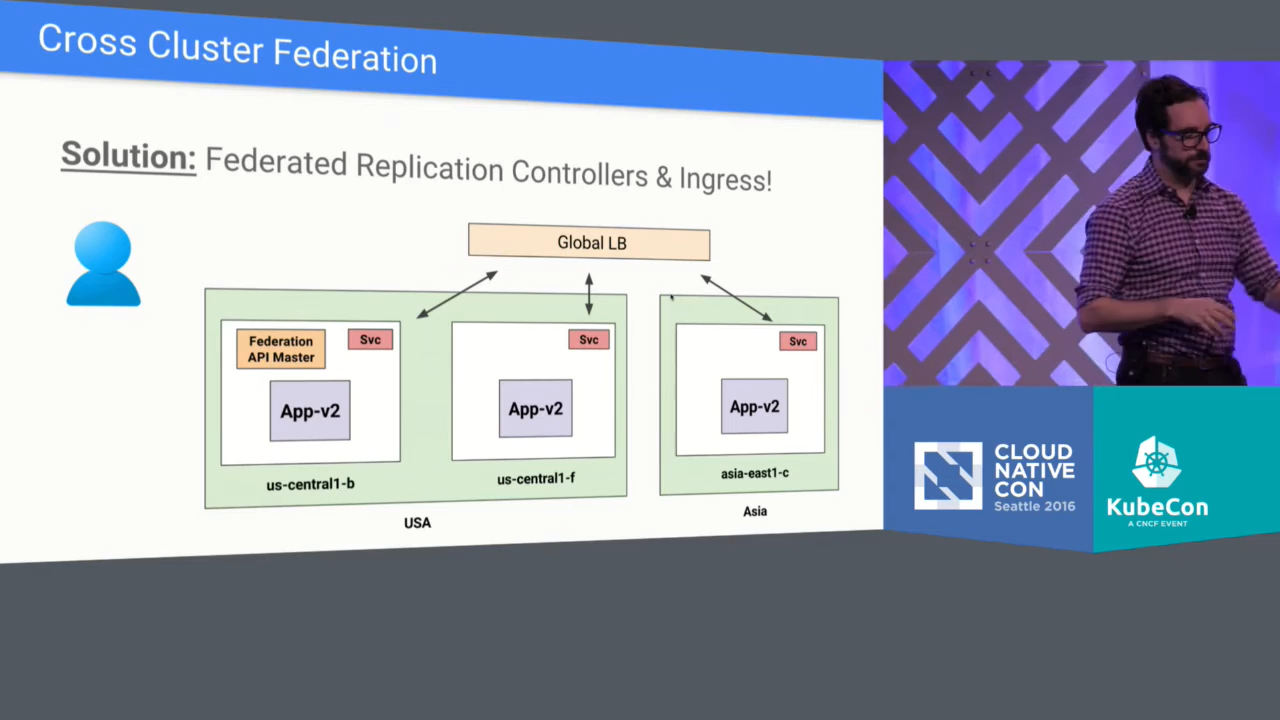 Cross Cluster Federation
Solution: Federated Replication Controllers & Ingress!
Global LB
Federation
API Master
Svc
App-v2
us-central1-b
Svc
App-v2
us-central1-f
USA
Svc
App-v2
asia-east1-c
Asia
CLOUD
NATIVE
CON
Seattle 2016
KubeCon
A CNCF EVENT